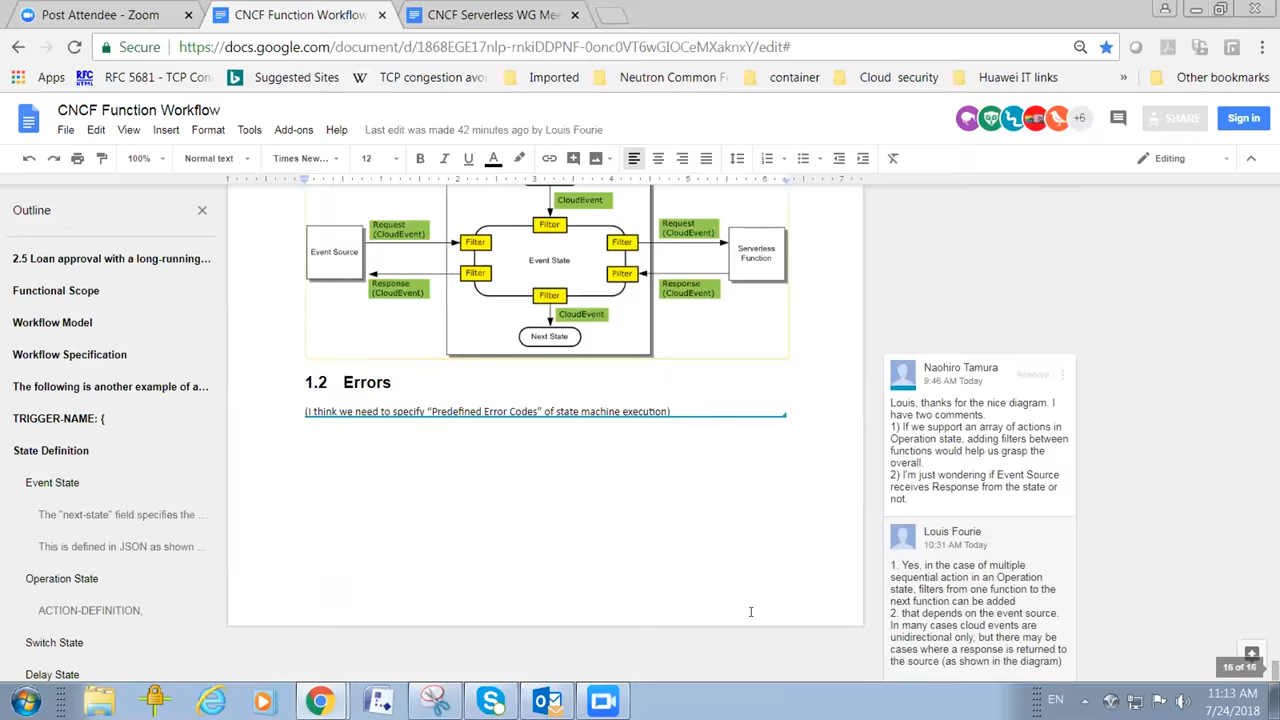 Post Attendee - Zoom
CNCF Function Workflow
CNCF Serverless WG Mee
Secure
https://docs.google.com/document/d/1868EGE17nlp-rnkiDDPNF-0onc0VT6wGIOCeMXaknxY/edit#
Apps
RFC 5681 - TCP Con
Suggested Sites
TCP congestion avoi
Imported
Neutron Common F
container
Cloud security
Huawei IT links
»
Other bookmarks
CNCF Function Workflow
File Edit View Insert Format Tools Add-ons Help
Last edit was made 42 minutes ago by Louis Fourie
+6
SHARE
Sign in
100%
Normal text
Times New...
12
Editing
Outline
2.5 Loan approval with a long-running...
Functional Scope
Workflow Model
Workflow Specification
The following is another example of a...
TRIGGER-NAME: {
State Definition
Event State
The "next-state" field specifies the ...
This is defined in JSON as shown ...
Operation State
ACTION-DEFINITION,
Switch State
Delay State
CloudEvent
Filter
Request
(CloudEvent)
Event Source
Filter
Filter
Response
(CloudEvent)
Event State
Filter
Filter
Request
(CloudEvent)
Serverless
Function
Response
(CloudEvent)
Filter
CloudEvent
Next State
1.2 Errors
(I think we need to specify “Predefined Error Codes” of state machine execution)
Naohiro Tamura
9:46 AM Today
Resolve
Louis, thanks for the nice diagram. I
have two comments.
1) If we support an array of actions in
Operation state, adding filters between
functions would help us grasp the
overall.
2) I'm just wondering if Event Source
receives Response from the state or
not.
Louis Fourie
10:31 AM Today
1. Yes, in the case of multiple
sequential action in an Operation
state, filters from one function to the
next function can be added
2. that depends on the event source.
In many cases cloud events are
unidirectional only, but there may be
cases where a response is returned to
the source (as shown in the diagram)
16 of 16
EN
11:13 AM
7/24/2018